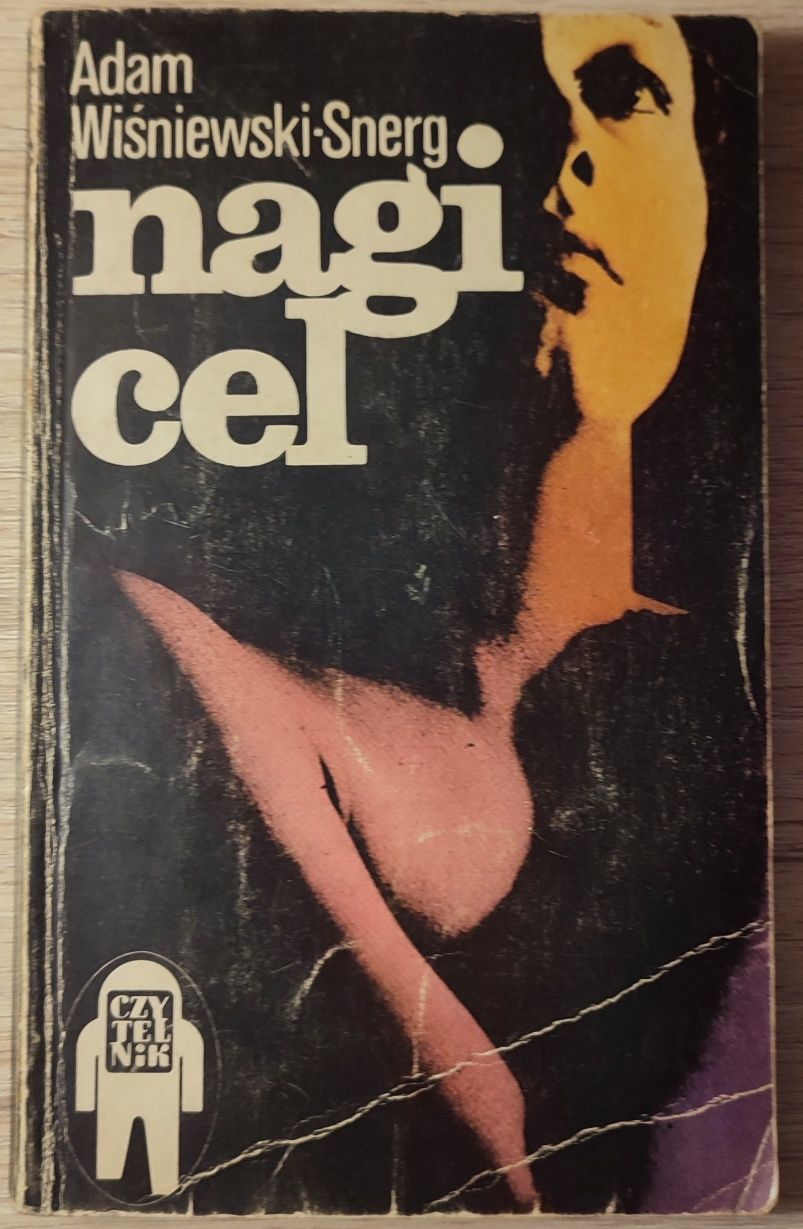 Adam
Wiśniewski-Snerg
nagi
cel
CZY
TEL
NiK